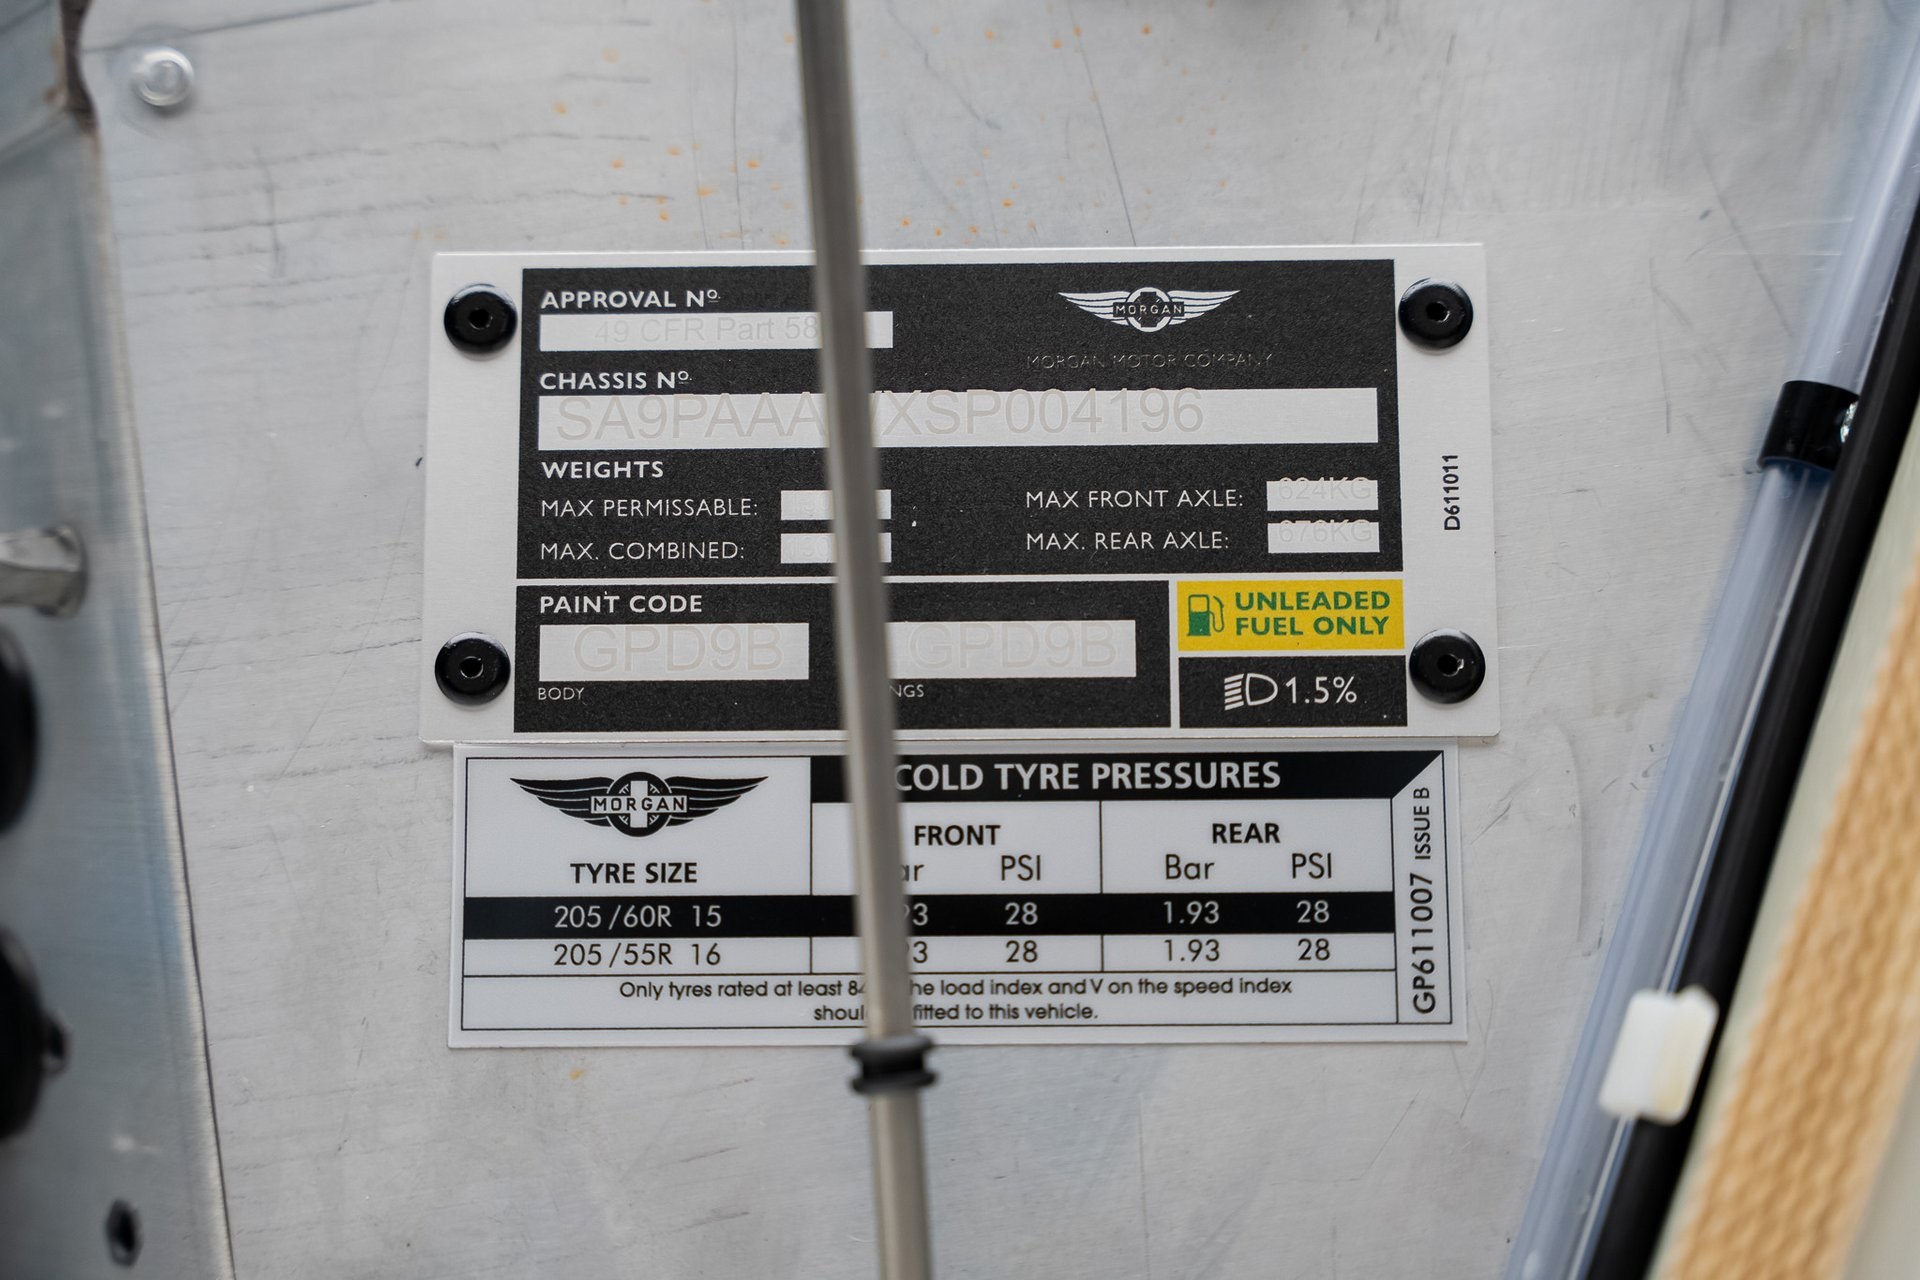 APPROVAL Nº.
49 CFR Part 58
MORGAN
MORGAN MOTOR COMPANY
CHASSIS Nº.
SA9PAAA XSP004196
WEIGHTS
MAX PERMISSABLE:
MAX FRONT AXLE: 624KG
MAX. COMBINED:
MAX. REAR AXLE: 676KG
D611011
PAINT CODE
GPD9B GPD9B
BODY
UNLEADED
FUEL ONLY
1.5%
MORGAN
COLD TYRE PRESSURES
FRONT REAR
TYRE SIZE PSI Bar PSI
205/60R 15 28 1.93 28
205/55R 16 28 1.93 28
Only tyres rated at least the load index and V on the speed index
fitted to this vehicle.
GP611007 ISSUE B